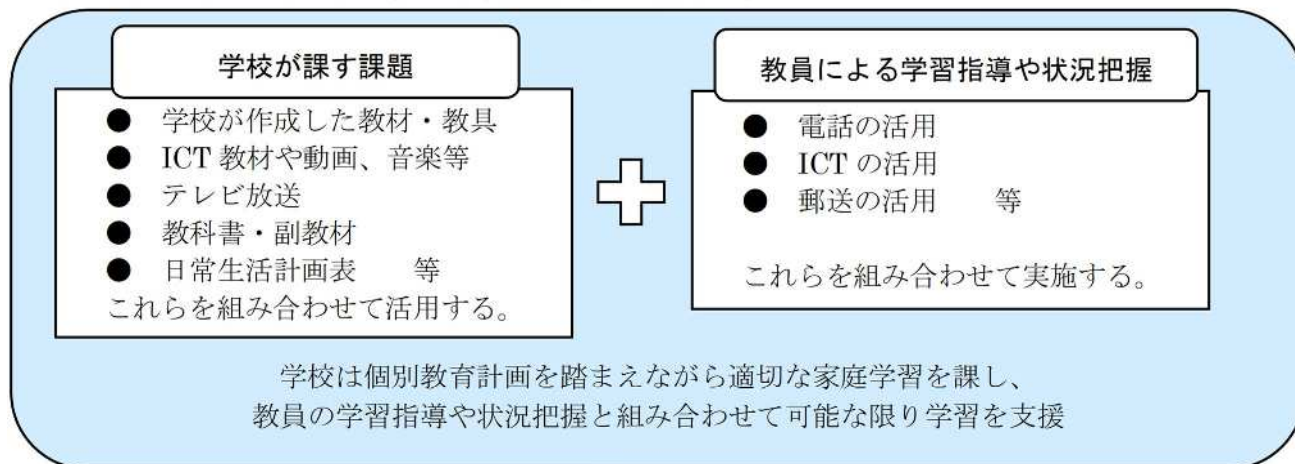 学校が課す課題
● 学校が作成した教材・教具
● ICT 教材や動画、音楽等
● テレビ放送
● 教科書・副教材
● 日常生活計画表　　等
これらを組み合わせて活用する。
教員による学習指導や状況把握
● 電話の活用
● ICT の活用
● 郵送の活用　　等
これらを組み合わせて実施する。
学校は個別教育計画を踏まえながら適切な家庭学習を課し、
教員の学習指導や状況把握と組み合わせて可能な限り学習を支援